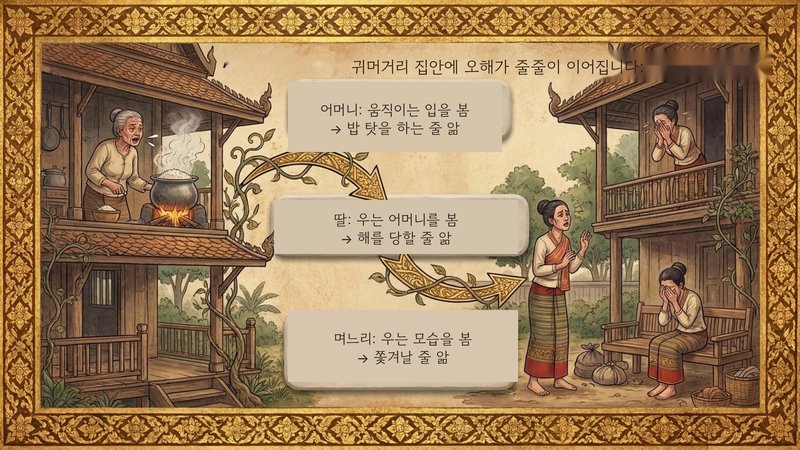 귀머거리 집안에 오해가 줄줄이 이어집니다:
어머니: 움직이는 입을 봄
→ 밥 탓을 하는 줄 앎
딸: 우는 어머니를 봄
→ 해를 당할 줄 앎
며느리: 우는 모습을 봄
→ 쫓겨날 줄 앎